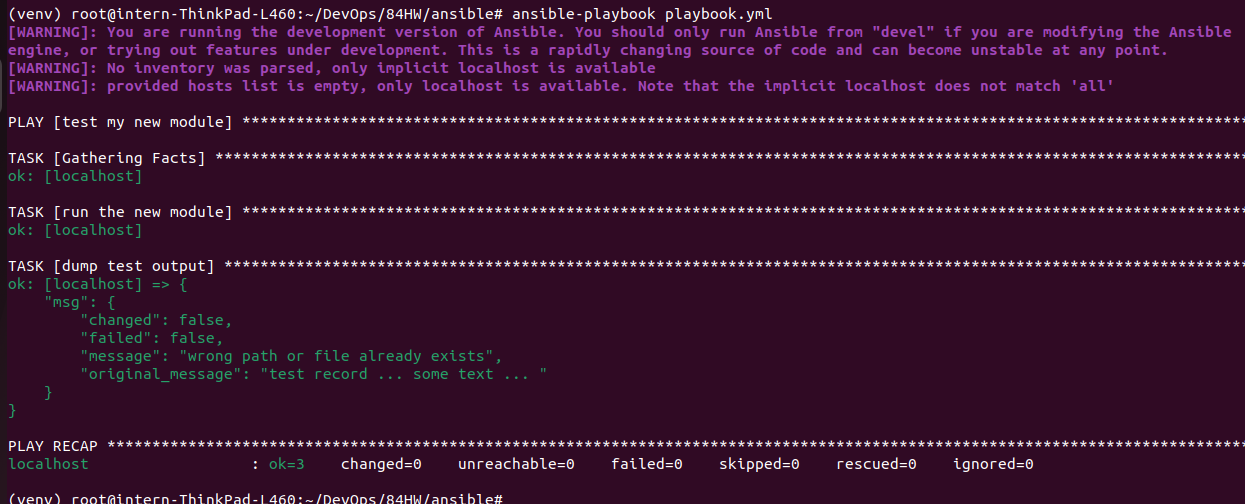 (venv) root@intern-ThinkPad-L460:~/DevOps/84HW/ansible# ansible-playbook playbook.yml
[WARNING]: You are running the development version of Ansible. You should only run Ansible from "devel" if you are modifying the Ansible
engine, or trying out features under development. This is a rapidly changing source of code and can become unstable at any point.
[WARNING]: No inventory was parsed, only implicit localhost is available
[WARNING]: provided hosts list is empty, only localhost is available. Note that the implicit localhost does not match 'all'
PLAY [test my new module] ****************************************************************************************************************
TASK [Gathering Facts] *******************************************************************************************************************
ok: [localhost]
TASK [run the new module] ****************************************************************************************************************
ok: [localhost]
TASK [dump test output] ******************************************************************************************************************
ok: [localhost] => {
    "msg": {
        "changed": false,
        "failed": false,
        "message": "wrong path or file already exists",
        "original_message": "test record ... some text ... "
    }
}
PLAY RECAP *******************************************************************************************************************************
localhost                  : ok=3    changed=0    unreachable=0    failed=0    skipped=0    rescued=0    ignored=0
(venv) root@intern-ThinkPad-L460:~/DevOps/84HW/ansible#